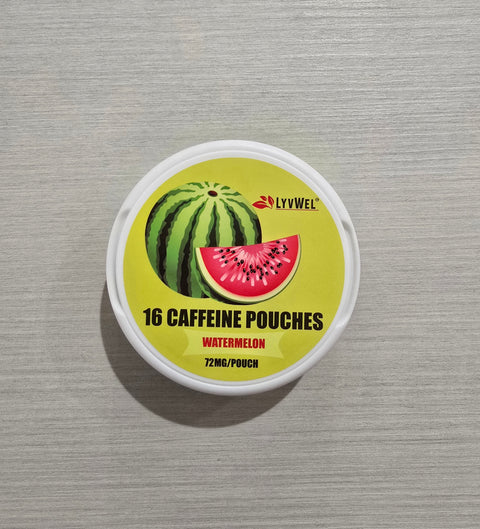 LYVWEL®
16 CAFFEINE POUCHES
WATERMELON
72MG/POUCH